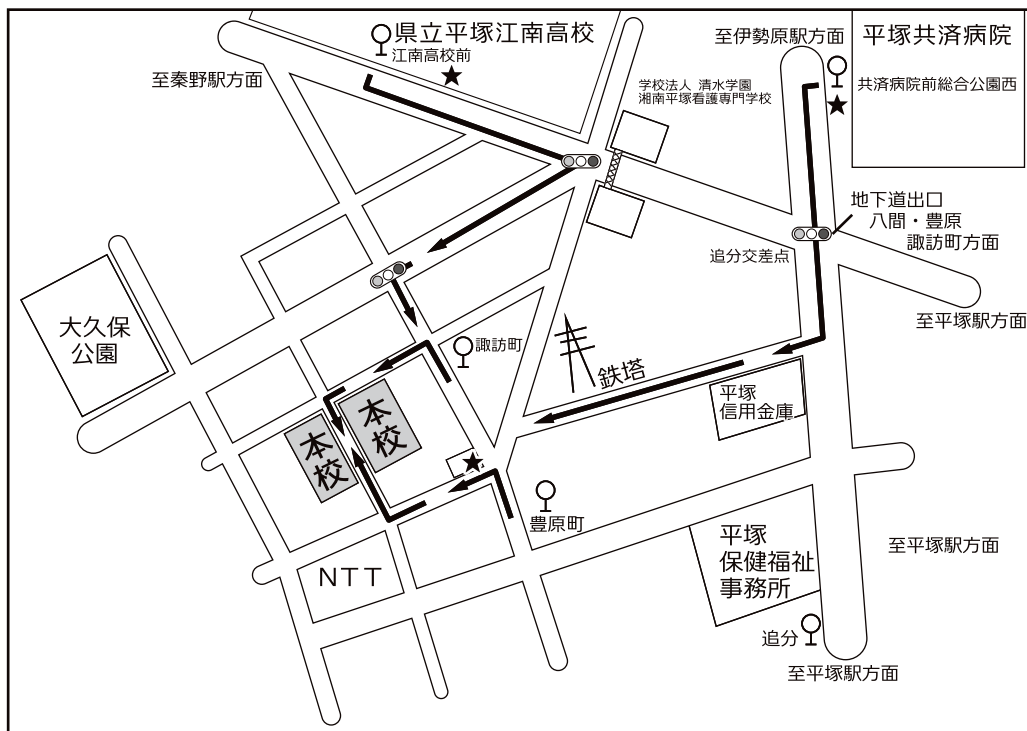 県立平塚江南高校
江南高校前
至秦野駅方面
至伊勢原駅方面
平塚共済病院
共済病院前総合公園西
学校法人 清水学園
湘南平塚看護専門学校
地下道出口
八間・豊原
諏訪町方面
追分交差点
至平塚駅方面
大久保
公園
諏訪町
鉄塔
平塚
信用金庫
本校
本校
豊原町
NTT
平塚
保健福祉
事務所
至平塚駅方面
追分
至平塚駅方面